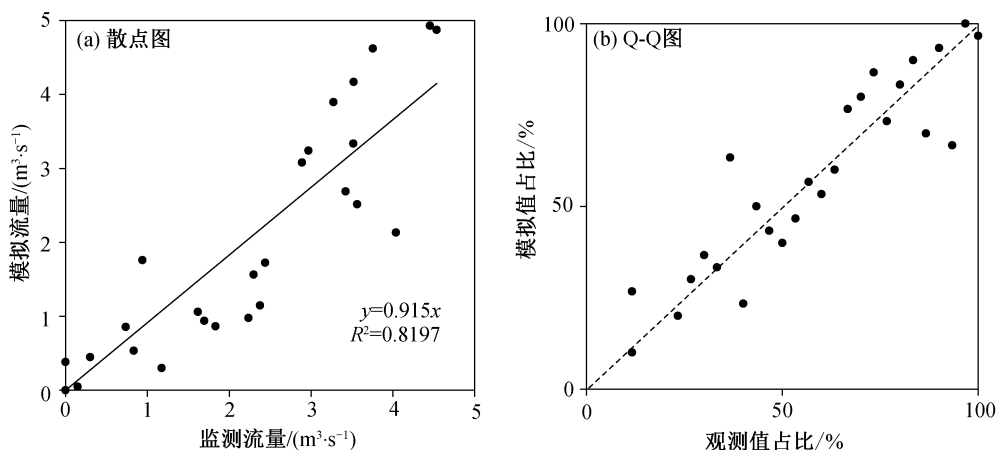 (a) 散点图
5
4
3
2
1
0
模拟流量/(m³·s⁻¹)
y=0.915x
R²=0.8197
0 1 2 3 4 5
监测流量/(m³·s⁻¹)
(b) Q-Q图
100
50
0
模拟值占比/%
0 50 100
观测值占比/%